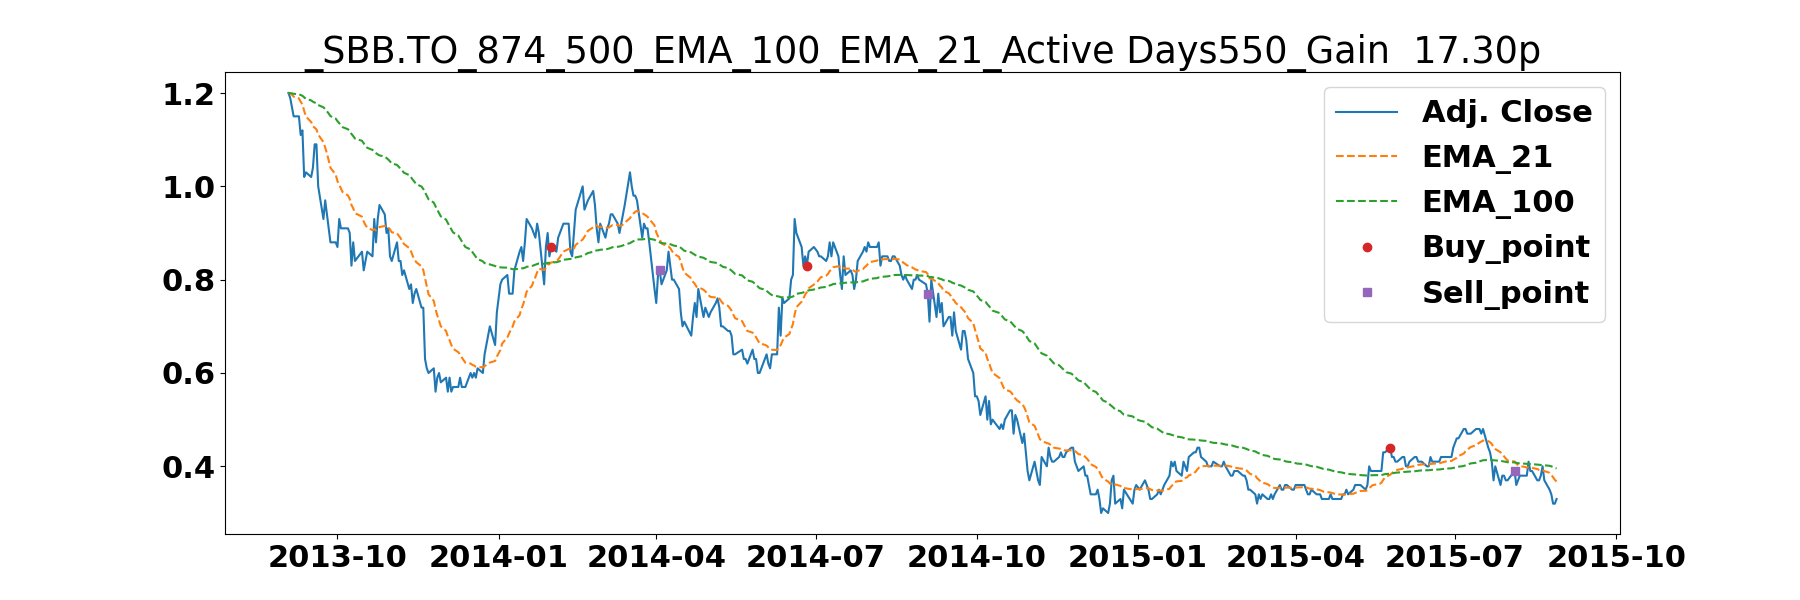 _SBB.TO_874_500_EMA_100_EMA_21_Active Days550_Gain  17.30p
1.2
1.0
0.8
0.6
0.4
Adj. Close
EMA_21
EMA_100
Buy_point
Sell_point
2013-10 2014-01 2014-04 2014-07 2014-10 2015-01 2015-04 2015-07 2015-10